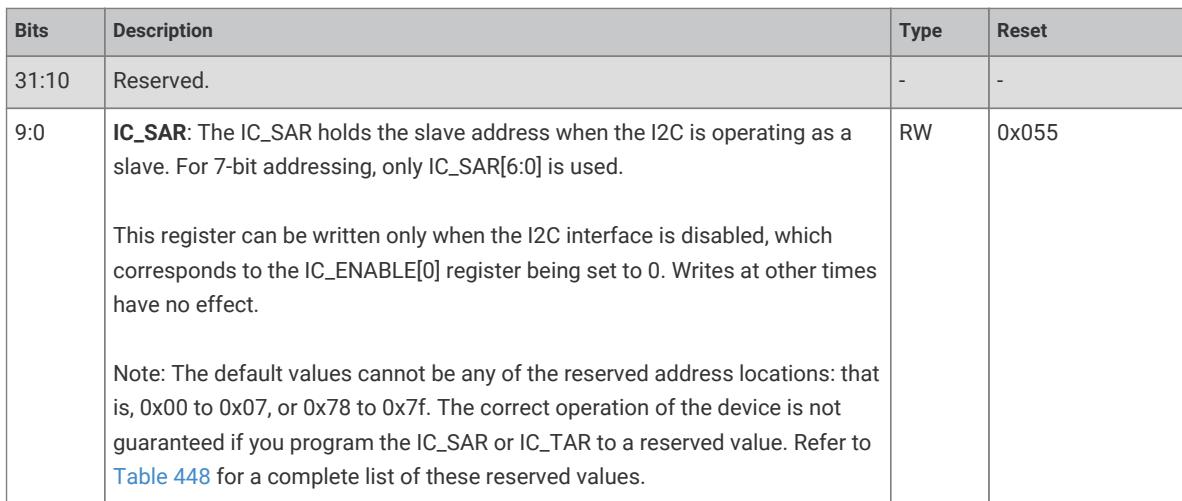 Bits Description Type Reset
31:10 Reserved. - -
9:0 IC_SAR: The IC_SAR holds the slave address when the I2C is operating as a RW 0x055
slave. For 7-bit addressing, only IC_SAR[6:0] is used.
This register can be written only when the I2C interface is disabled, which
corresponds to the IC_ENABLE[0] register being set to 0. Writes at other times
have no effect.
Note: The default values cannot be any of the reserved address locations: that
is, 0x00 to 0x07, or 0x78 to 0x7f. The correct operation of the device is not
guaranteed if you program the IC_SAR or IC_TAR to a reserved value. Refer to
Table 448 for a complete list of these reserved values.